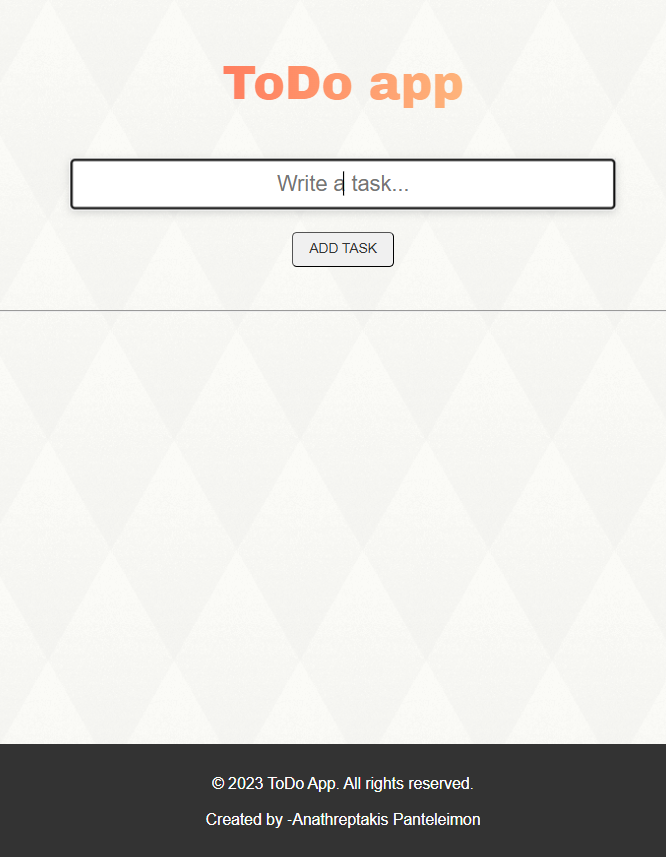 ToDo app
Write a task...
ADD TASK
© 2023 ToDo App. All rights reserved.
Created by -Anathreptakis Panteleimon